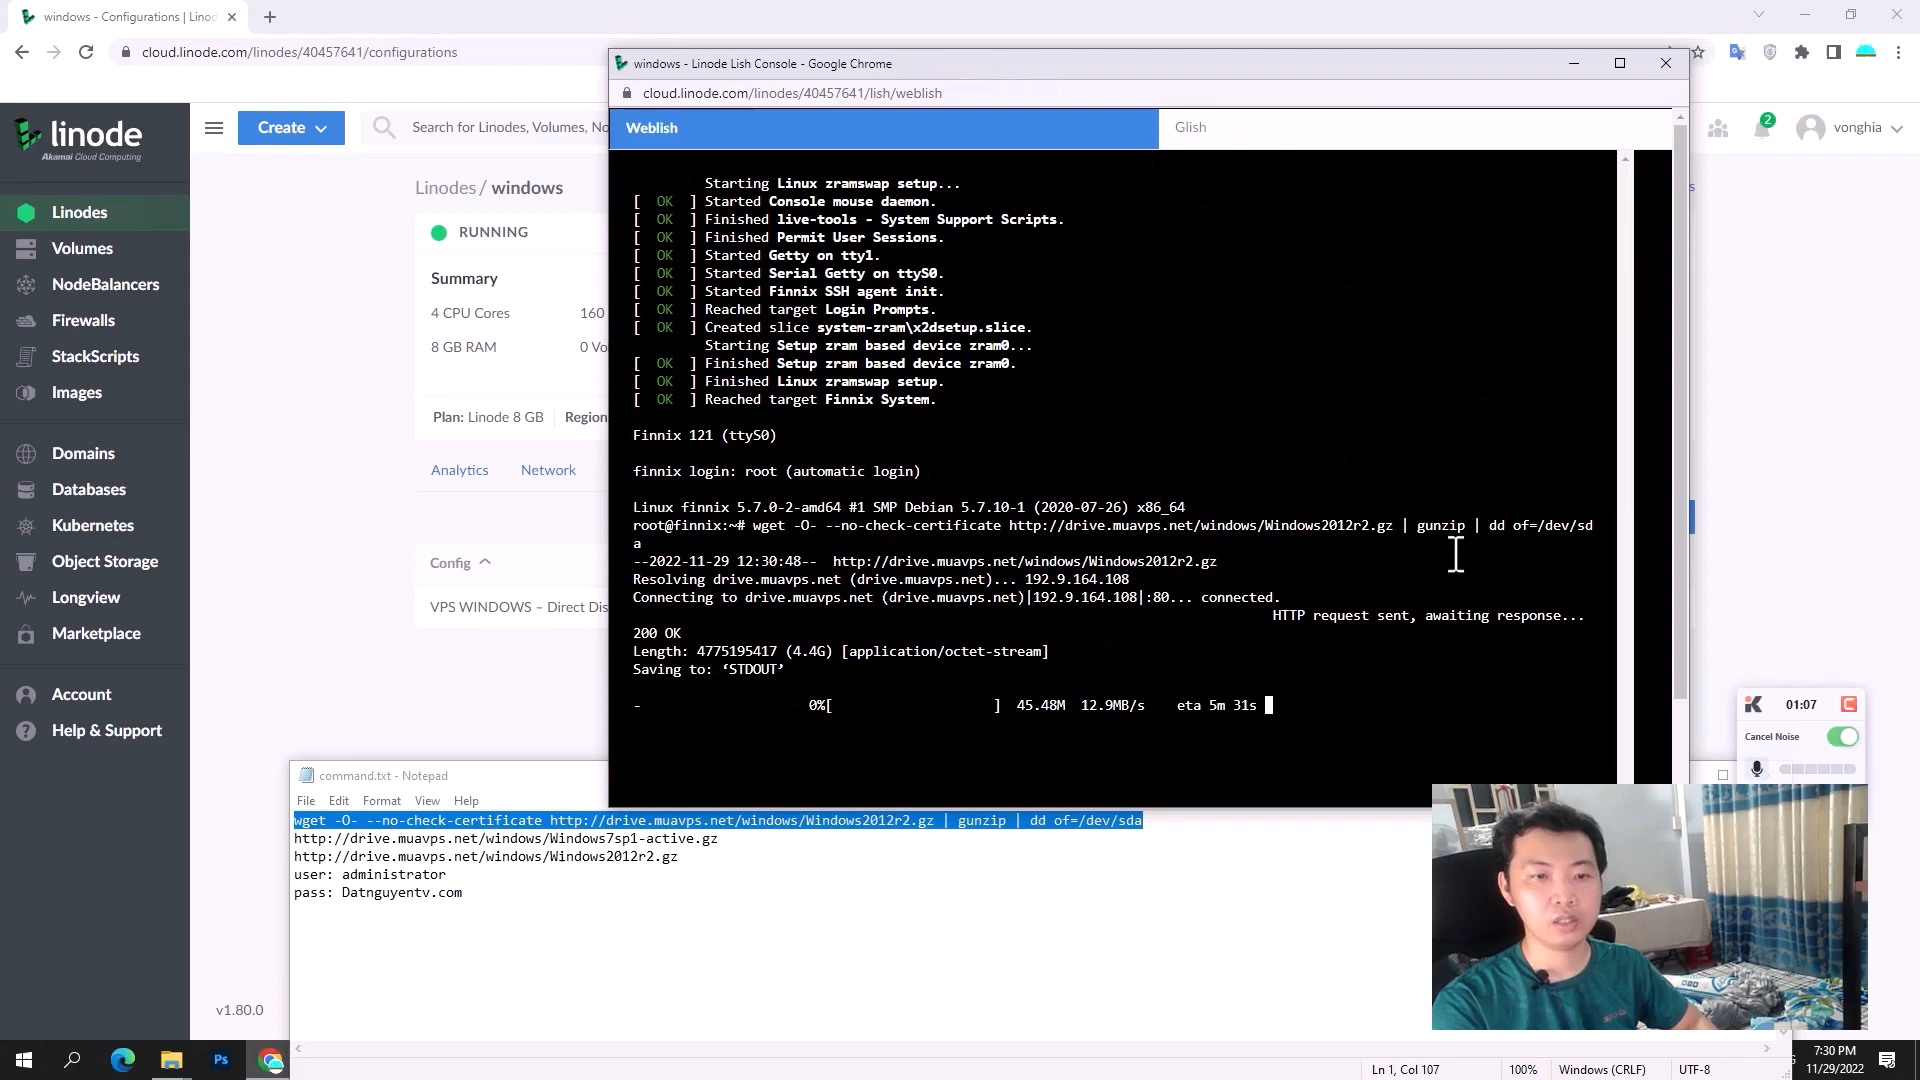 windows - Configurations | Linod
cloud.linode.com/linodes/40457641/configurations
windows - Linode Lish Console - Google Chrome
cloud.linode.com/linodes/40457641/lish/weblish
linode
Akamai Cloud Computing
Create
Search for Linodes, Volumes, No
Weblish
Glish
2
vonghia
Linodes
Volumes
NodeBalancers
Firewalls
StackScripts
Images
Domains
Databases
Kubernetes
Object Storage
Longview
Marketplace
Account
Help & Support
v1.80.0
Linodes / windows
RUNNING
Summary
4 CPU Cores
160
8 GB RAM
0 Vo
Plan: Linode 8 GB
Region
Analytics
Network
Config
VPS WINDOWS – Direct Dis
Starting Linux zramswap setup...
[ OK ] Started Console mouse daemon.
[ OK ] Finished live-tools - System Support Scripts.
[ OK ] Finished Permit User Sessions.
[ OK ] Started Getty on tty1.
[ OK ] Started Serial Getty on ttyS0.
[ OK ] Started Finnix SSH agent init.
[ OK ] Reached target Login Prompts.
[ OK ] Created slice system-zram\x2dsetup.slice.
Starting Setup zram based device zram0...
[ OK ] Finished Setup zram based device zram0.
[ OK ] Finished Linux zramswap setup.
[ OK ] Reached target Finnix System.
Finnix 121 (ttyS0)
finnix login: root (automatic login)
Linux finnix 5.7.0-2-amd64 #1 SMP Debian 5.7.10-1 (2020-07-26) x86_64
root@finnix:~# wget -O- --no-check-certificate http://drive.muavps.net/windows/Windows2012r2.gz | gunzip | dd of=/dev/sd
a
--2022-11-29 12:30:48--  http://drive.muavps.net/windows/Windows2012r2.gz
Resolving drive.muavps.net (drive.muavps.net)... 192.9.164.108
Connecting to drive.muavps.net (drive.muavps.net)|192.9.164.108|:80... connected.
HTTP request sent, awaiting response...
200 OK
Length: 4775195417 (4.4G) [application/octet-stream]
Saving to: ‘STDOUT’
- 0%[ ] 45.48M 12.9MB/s eta 5m 31s
01:07
Cancel Noise
command.txt - Notepad
File Edit Format View Help
wget -O- --no-check-certificate http://drive.muavps.net/windows/Windows2012r2.gz | gunzip | dd of=/dev/sda
http://drive.muavps.net/windows/Windows7sp1-active.gz
http://drive.muavps.net/windows/Windows2012r2.gz
user: administrator
pass: Datnguyentv.com
Ln 1, Col 107
100%
Windows (CRLF)
UTF-8
Ps
7:30 PM
11/29/2022